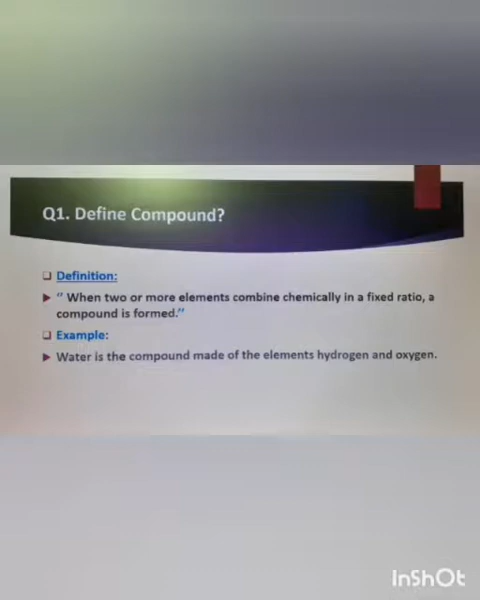 Q1. Define Compound?
❑ Definition:
▶ “ When two or more elements combine chemically in a fixed ratio, a
compound is formed.”
❑ Example:
▶ Water is the compound made of the elements hydrogen and oxygen.
InShOt